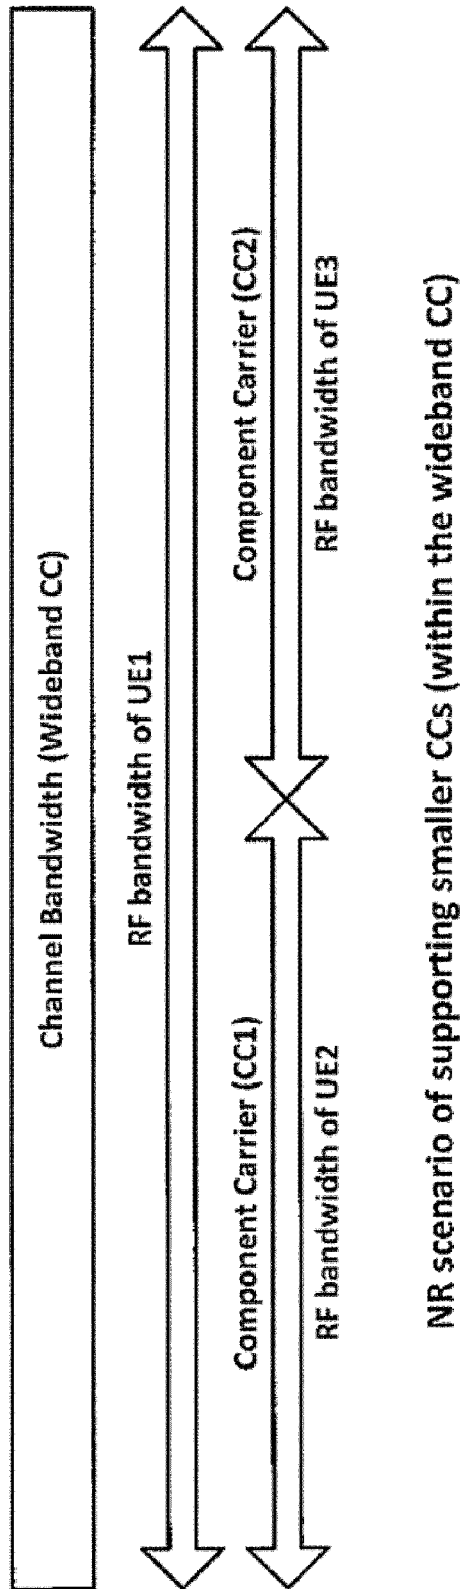 Channel Bandwidth (Wideband CC)
RF bandwidth of UE1
Component Carrier (CC1)
Component Carrier (CC2)
RF bandwidth of UE2
RF bandwidth of UE3
NR scenario of supporting smaller CCs (within the wideband CC)